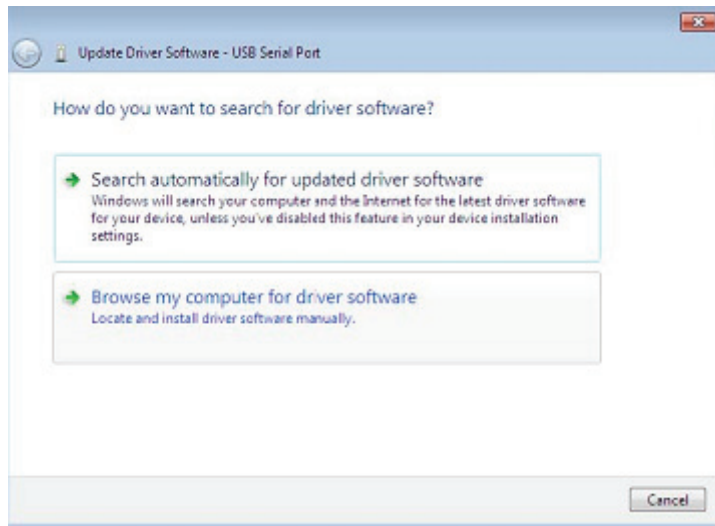 Update Driver Software - USB Serial Port
How do you want to search for driver software?
Search automatically for updated driver software
Windows will search your computer and the Internet for the latest driver software
for your device, unless you've disabled this feature in your device installation
settings.
Browse my computer for driver software
Locate and install driver software manually.
Cancel